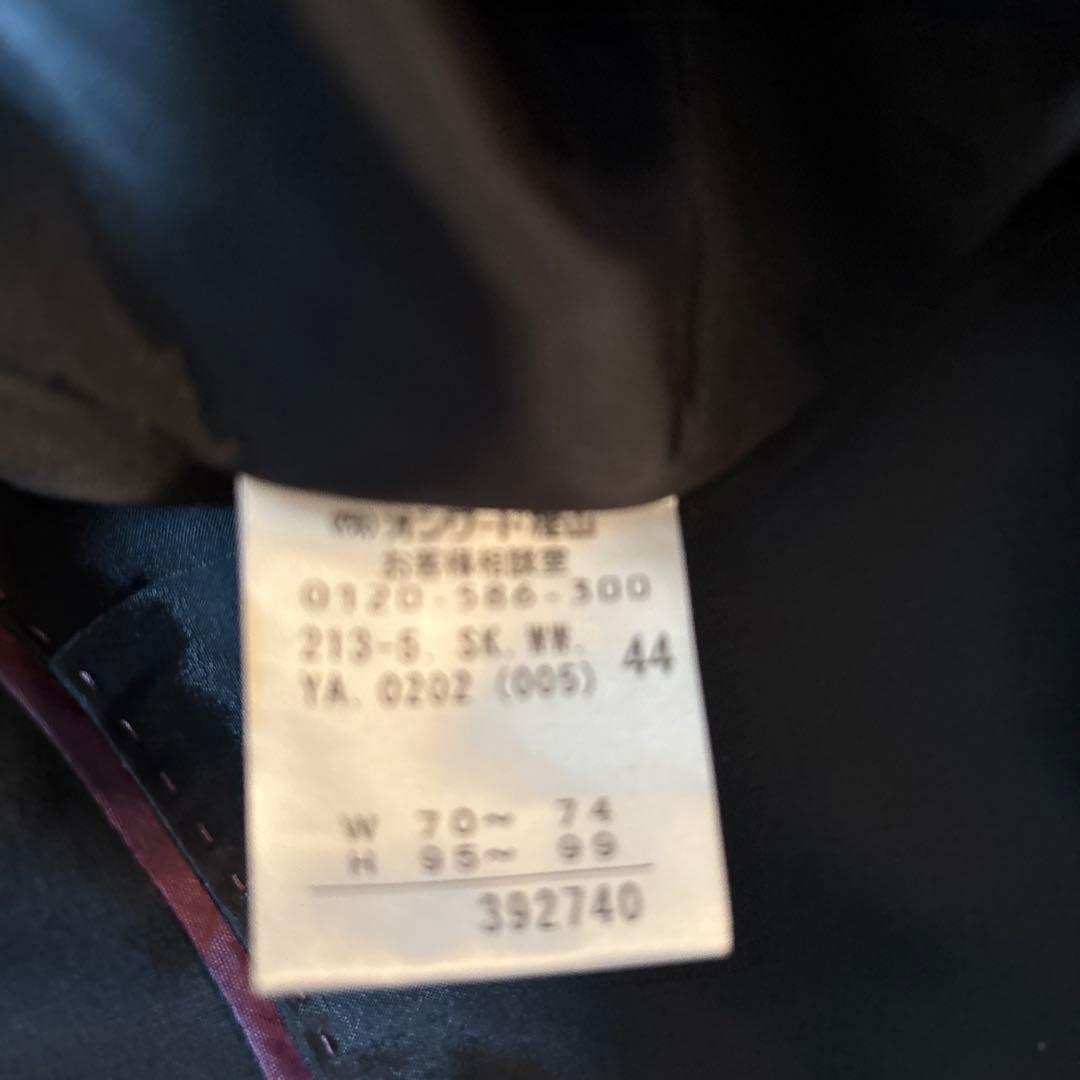 ㈱オンワード樫山
お客様相談室
0120-586-300
213-6. SK. WW. 44
YA. 0202 (005)
W 70～ 74
H 95～ 99
392740